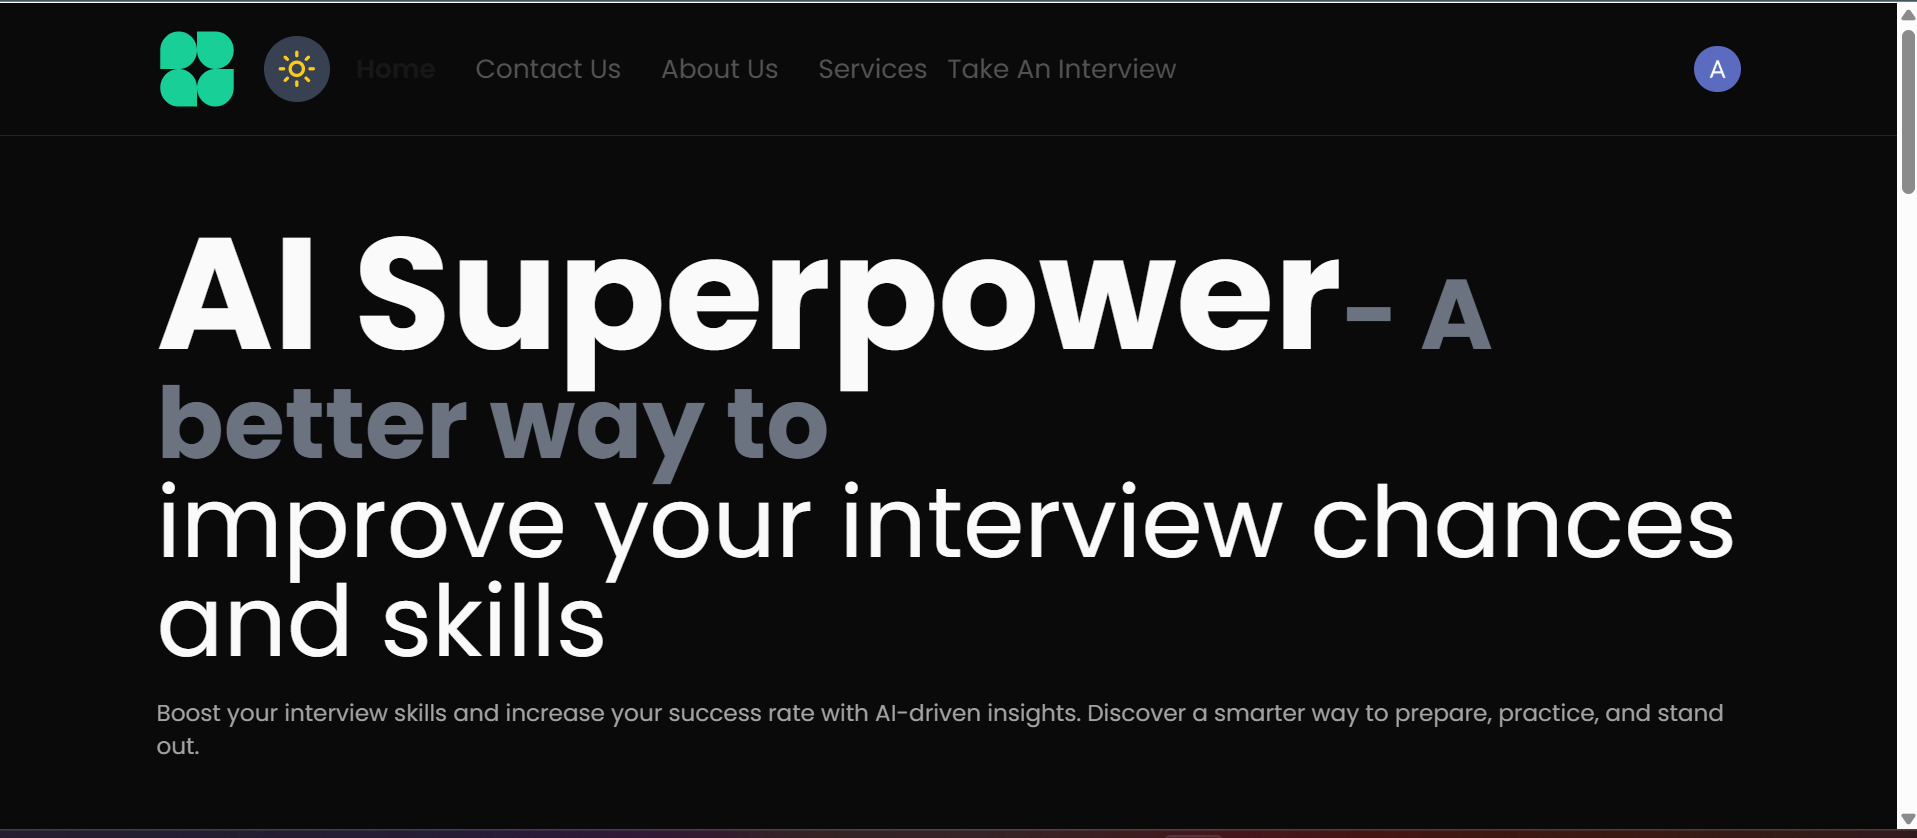 Home Contact Us About Us Services Take An Interview A
AI Superpower- A
better way to
improve your interview chances
and skills
Boost your interview skills and increase your success rate with AI-driven insights. Discover a smarter way to prepare, practice, and stand
out.